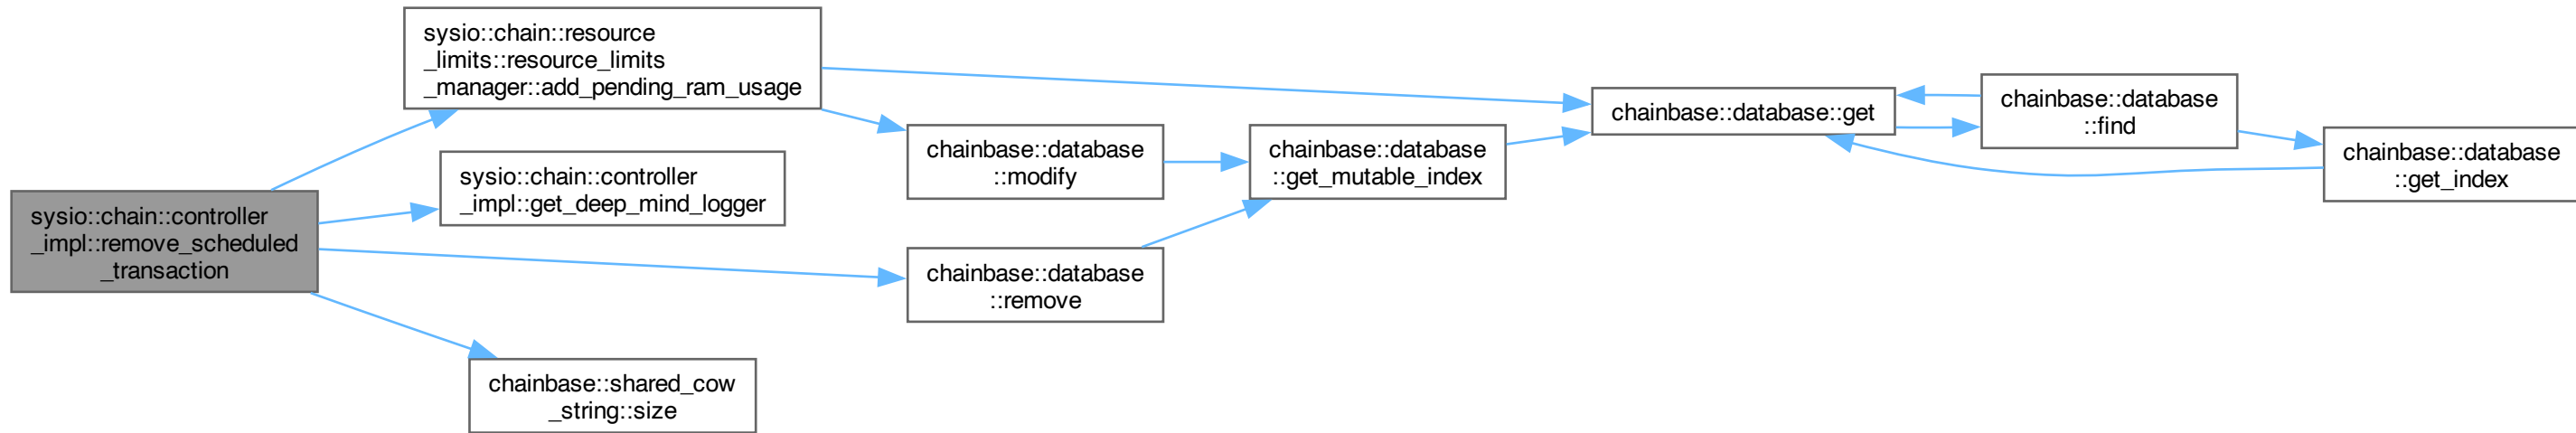 sysio::chain::resource
_limits::resource_limits
_manager::add_pending_ram_usage
sysio::chain::controller
_impl::get_deep_mind_logger
sysio::chain::controller
_impl::remove_scheduled
_transaction
chainbase::database
::modify
chainbase::database
::remove
chainbase::shared_cow
_string::size
chainbase::database
::get_mutable_index
chainbase::database::get
chainbase::database
::find
chainbase::database
::get_index